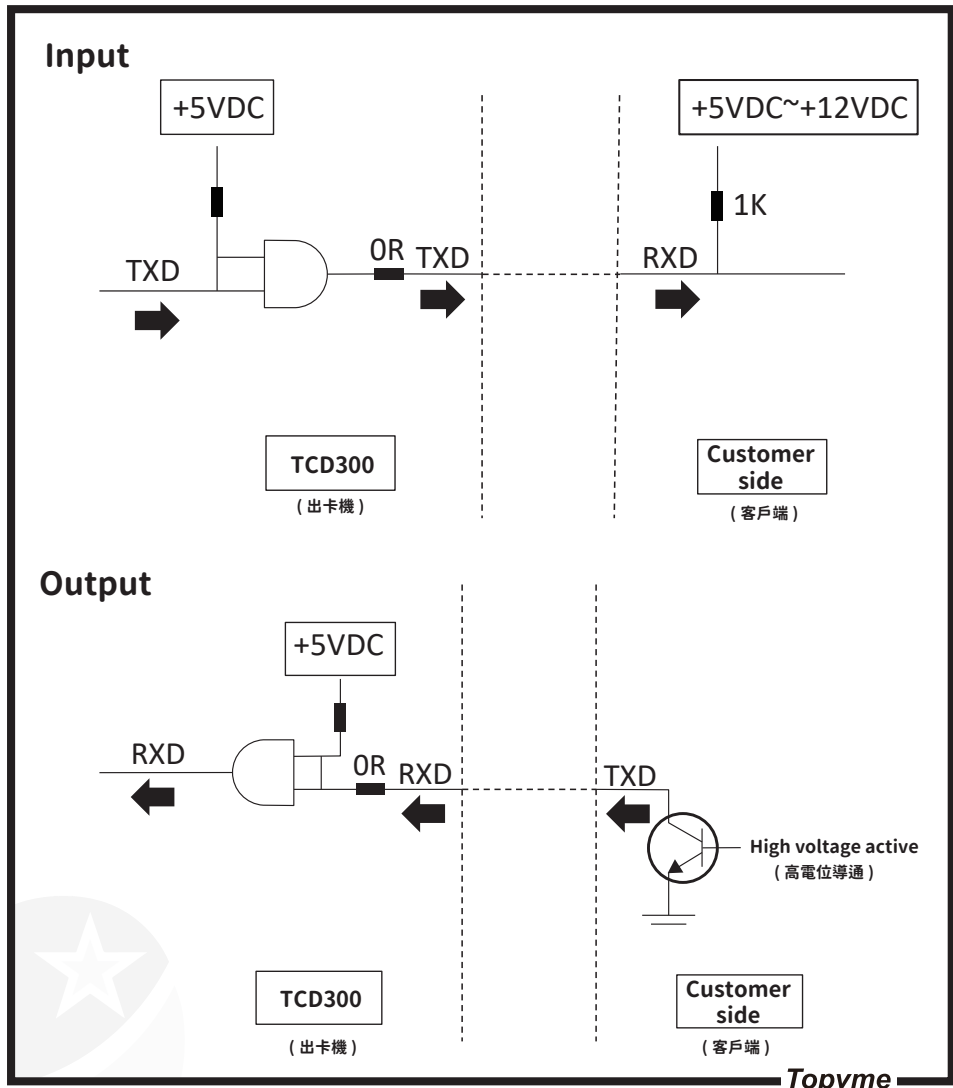 Input
+5VDC
+5VDC~+12VDC
1K
TXD
0R
TXD
RXD
TCD300
(出卡機)
Customer
side
(客戶端)
Output
+5VDC
RXD
0R
RXD
TXD
High voltage active
(高電位導通)
TCD300
(出卡機)
Customer
side
(客戶端)
Topyme